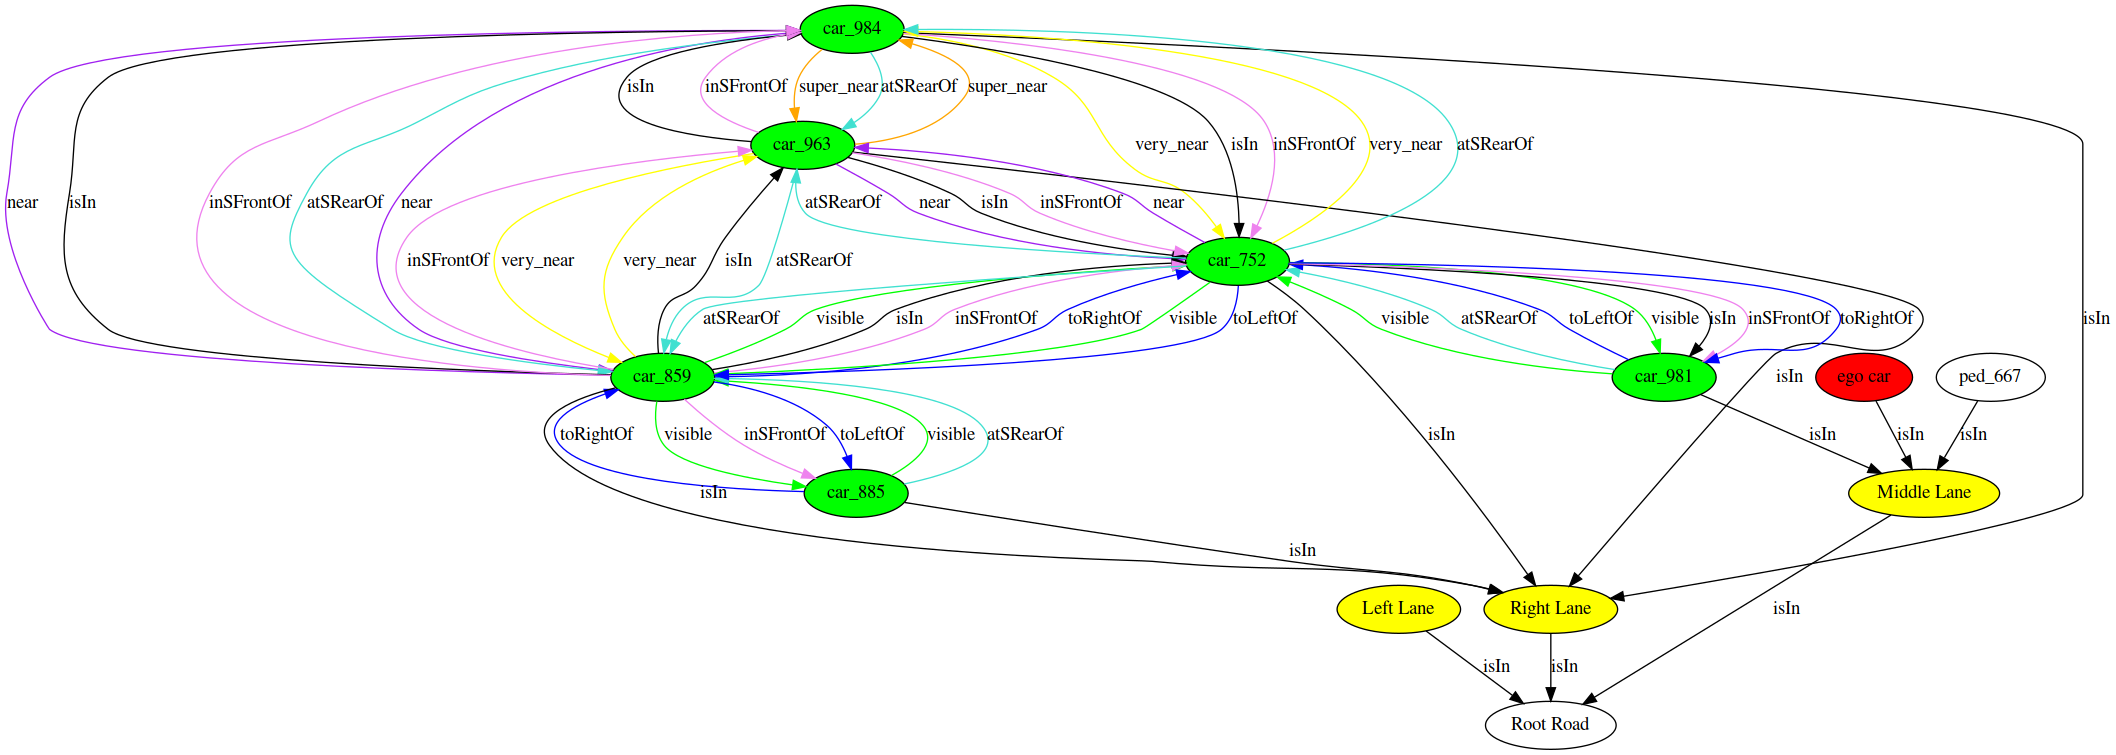 car_984
isIn inSFrontOf super_near atSRearOf super_near
car_963
very_near isIn inSFrontOf very_near atSRearOf
near isIn inSFrontOf atSRearOf near atSRearOf near isIn inSFrontOf near
inSFrontOf very_near very_near isIn atSRearOf car_752
atSRearOf visible isIn inSFrontOf toRightOf visible toLeftOf visible atSRearOf toLeftOf visible isIn inSFrontOf toRightOf isIn
car_859 car_981 isIn ego car ped_667
toRightOf visible inSFrontOf toLeftOf visible atSRearOf isIn isIn isIn isIn
isIn car_885 Middle Lane
isIn
Left Lane Right Lane isIn
isIn isIn
Root Road